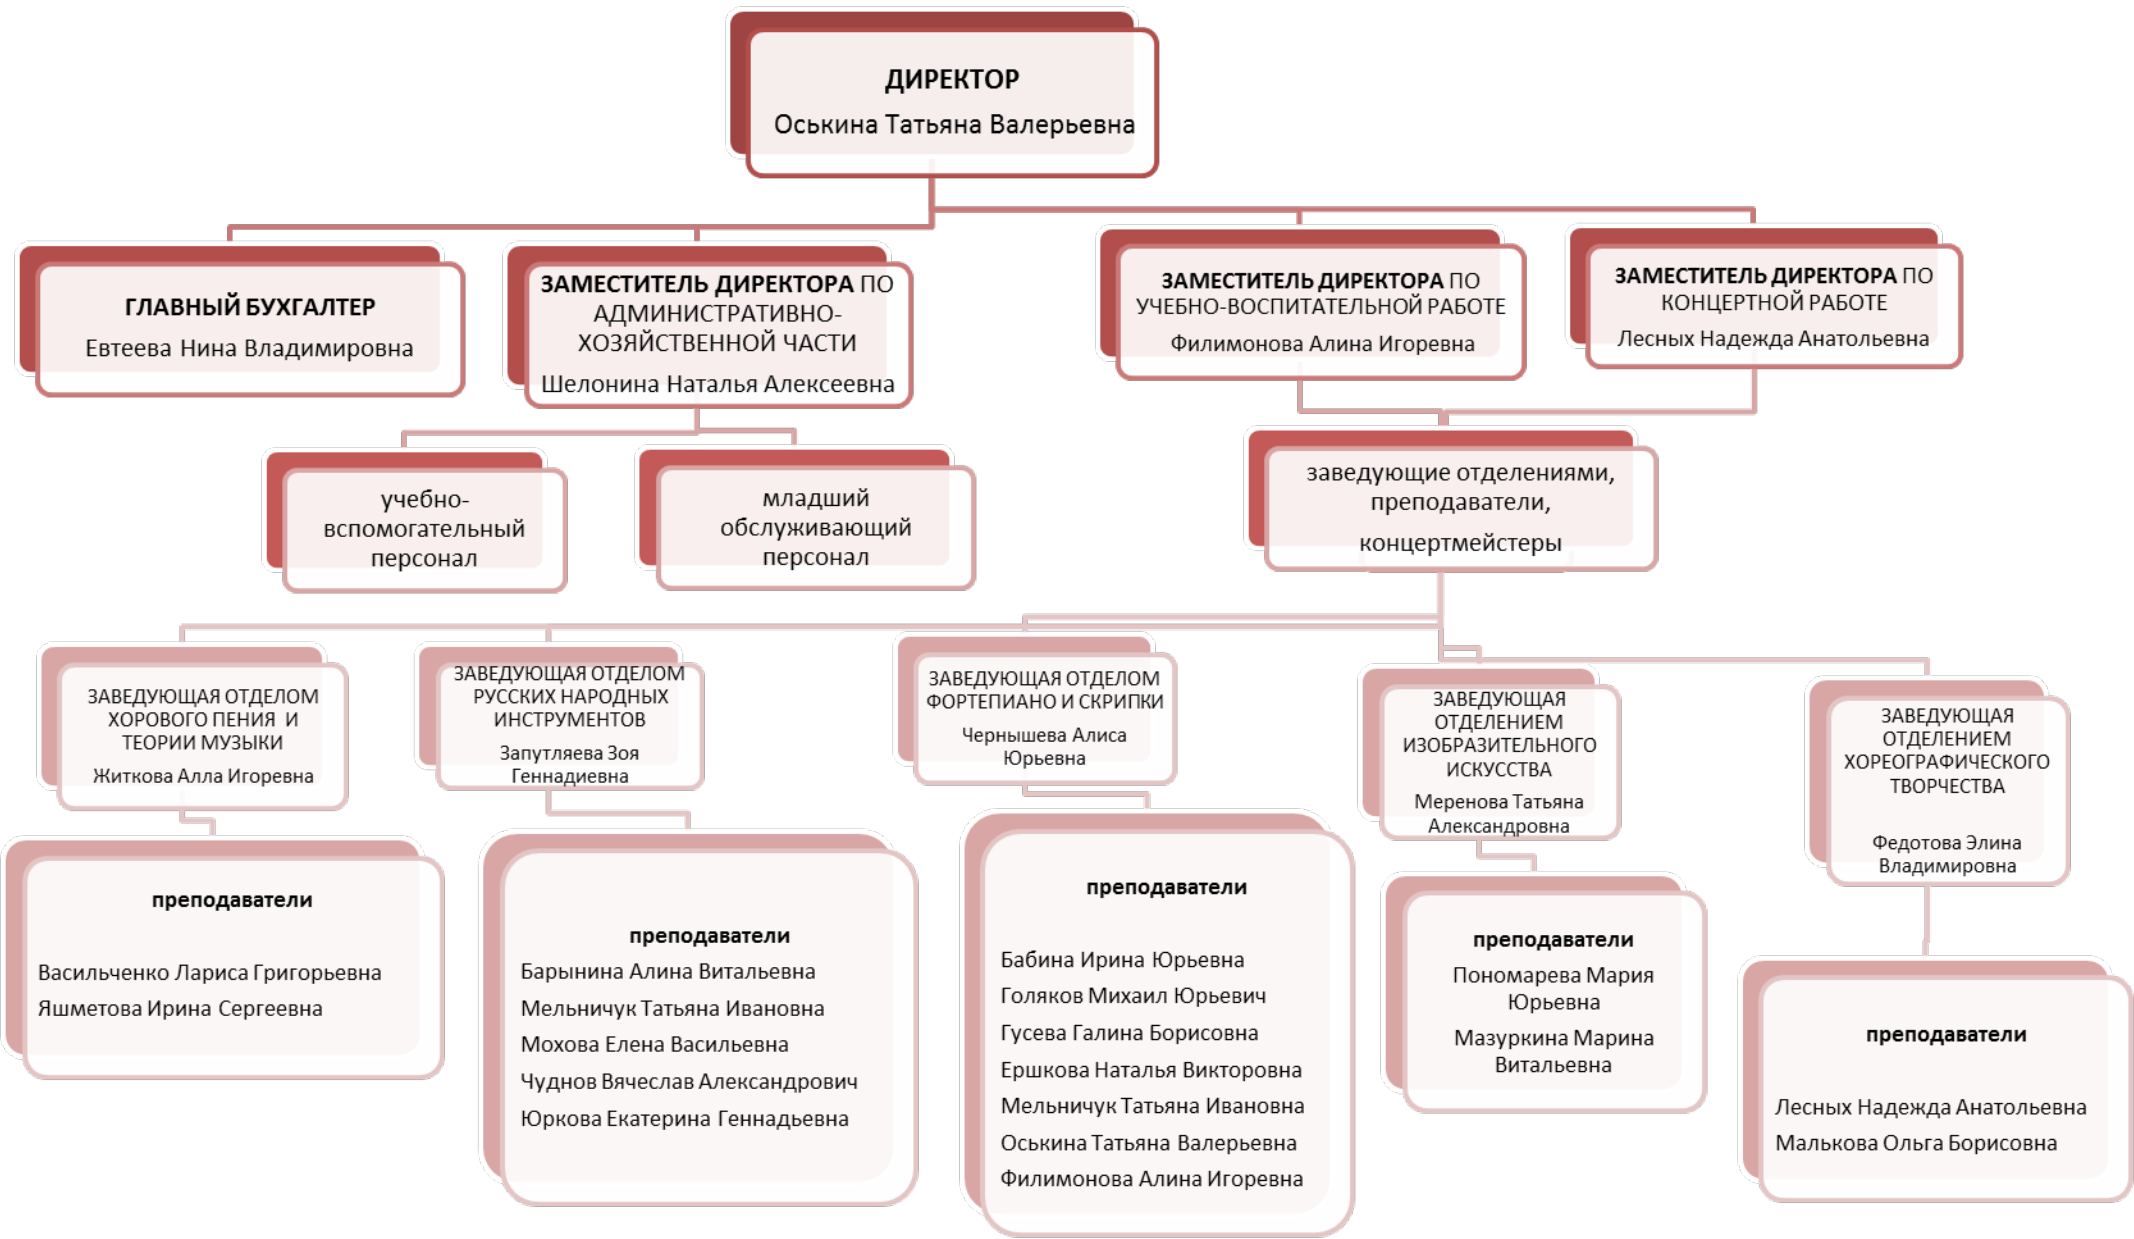 ДИРЕКТОР
Оськина Татьяна Валерьевна
ГЛАВНЫЙ БУХГАЛТЕР
Евтеева Нина Владимировна
ЗАМЕСТИТЕЛЬ ДИРЕКТОРА ПО
АДМИНИСТРАТИВНО-
ХОЗЯЙСТВЕННОЙ ЧАСТИ
Шелонина Наталья Алексеевна
ЗАМЕСТИТЕЛЬ ДИРЕКТОРА ПО
УЧЕБНО-ВОСПИТАТЕЛЬНОЙ РАБОТЕ
Филимонова Алина Игоревна
ЗАМЕСТИТЕЛЬ ДИРЕКТОРА ПО
КОНЦЕРТНОЙ РАБОТЕ
Лесных Надежда Анатольевна
учебно-
вспомогательный
персонал
младший
обслуживающий
персонал
заведующие отделениями,
преподаватели,
концертмейстеры
ЗАВЕДУЮЩАЯ ОТДЕЛОМ
ХОРОВОГО ПЕНИЯ И
ТЕОРИИ МУЗЫКИ
Житкова Алла Игоревна
ЗАВЕДУЮЩАЯ ОТДЕЛОМ
РУССКИХ НАРОДНЫХ
ИНСТРУМЕНТОВ
Запутляева Зоя
Геннадиевна
ЗАВЕДУЮЩАЯ ОТДЕЛОМ
ФОРТЕПИАНО И СКРИПКИ
Чернышева Алиса
Юрьевна
ЗАВЕДУЮЩАЯ
ОТДЕЛЕНИЕМ
ИЗОБРАЗИТЕЛЬНОГО
ИСКУССТВА
Меренова Татьяна
Александровна
ЗАВЕДУЮЩАЯ
ОТДЕЛЕНИЕМ
ХОРЕОГРАФИЧЕСКОГО
ТВОРЧЕСТВА
Федотова Элина
Владимировна
преподаватели
Васильченко Лариса Григорьевна
Яшметова Ирина Сергеевна
преподаватели
Барынина Алина Витальевна
Мельничук Татьяна Ивановна
Мохова Елена Васильевна
Чуднов Вячеслав Александрович
Юркова Екатерина Геннадьевна
преподаватели
Бабина Ирина Юрьевна
Голяков Михаил Юрьевич
Гусева Галина Борисовна
Ершкова Наталья Викторовна
Мельничук Татьяна Ивановна
Оськина Татьяна Валерьевна
Филимонова Алина Игоревна
преподаватели
Пономарева Мария
Юрьевна
Мазуркина Марина
Витальевна
преподаватели
Лесных Надежда Анатольевна
Малькова Ольга Борисовна